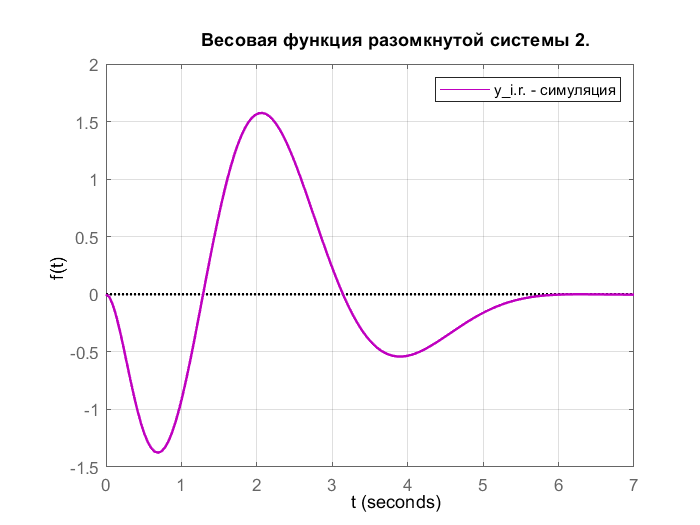 Весовая функция разомкнутой системы 2.
y_i.r. - симуляция
f(t)
2
1.5
1
0.5
0
-0.5
-1
-1.5
0 1 2 3 4 5 6 7
t (seconds)